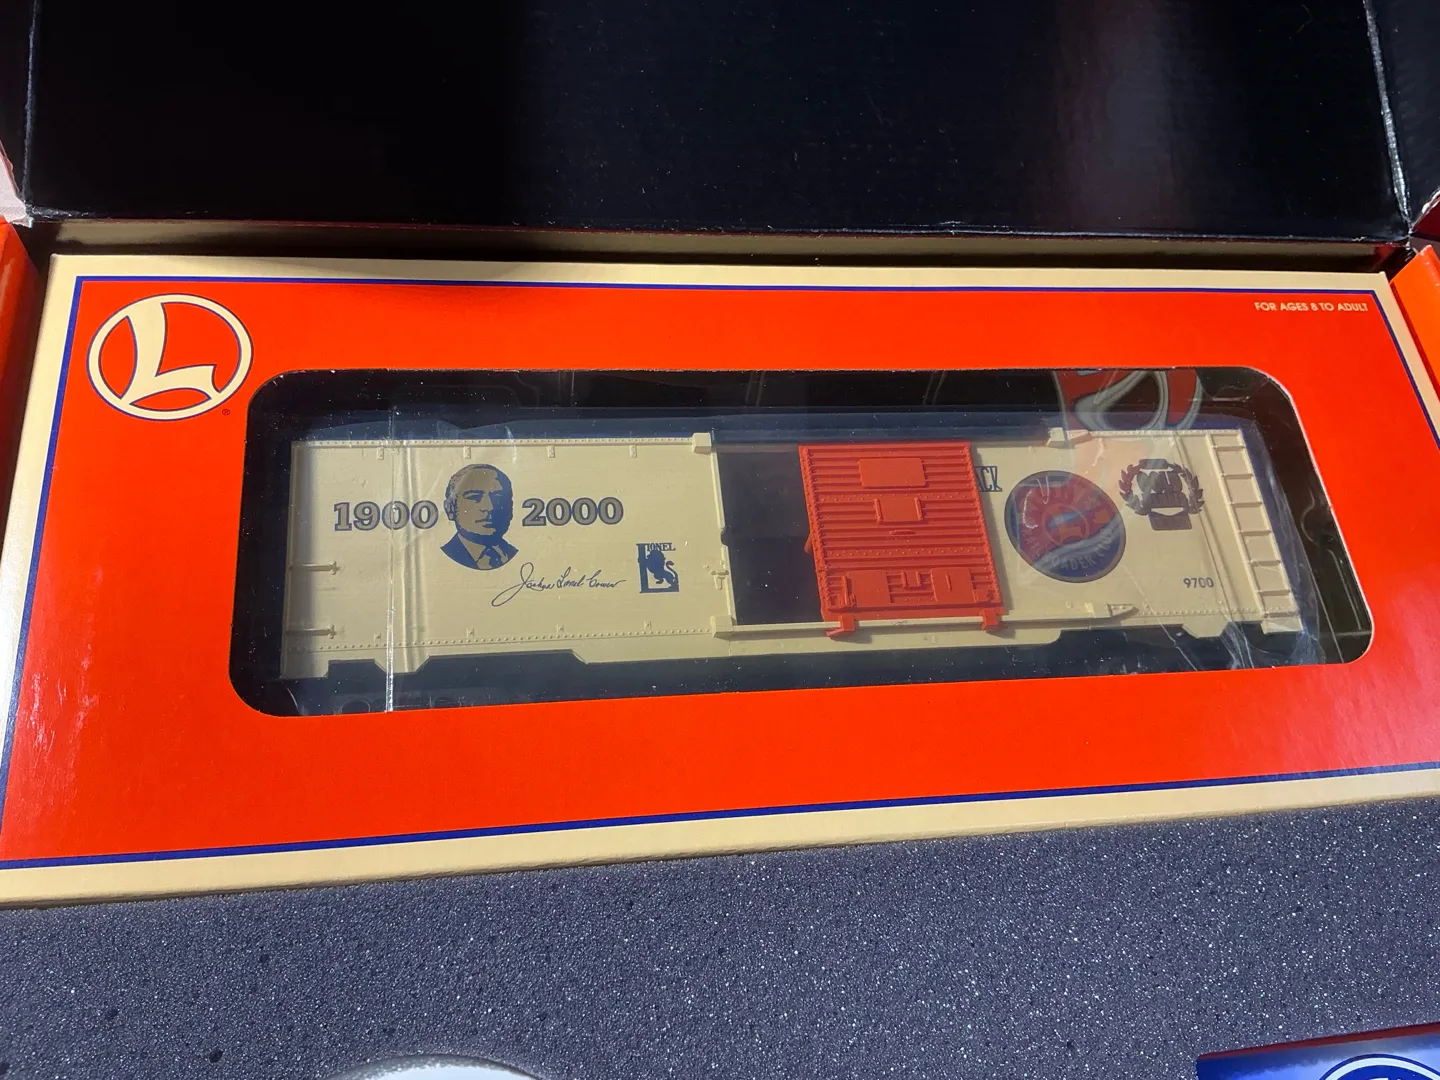 FOR AGES 8 TO ADULT
L
®
1900 2000
LIONEL
Joshua Lionel Cowen
9700